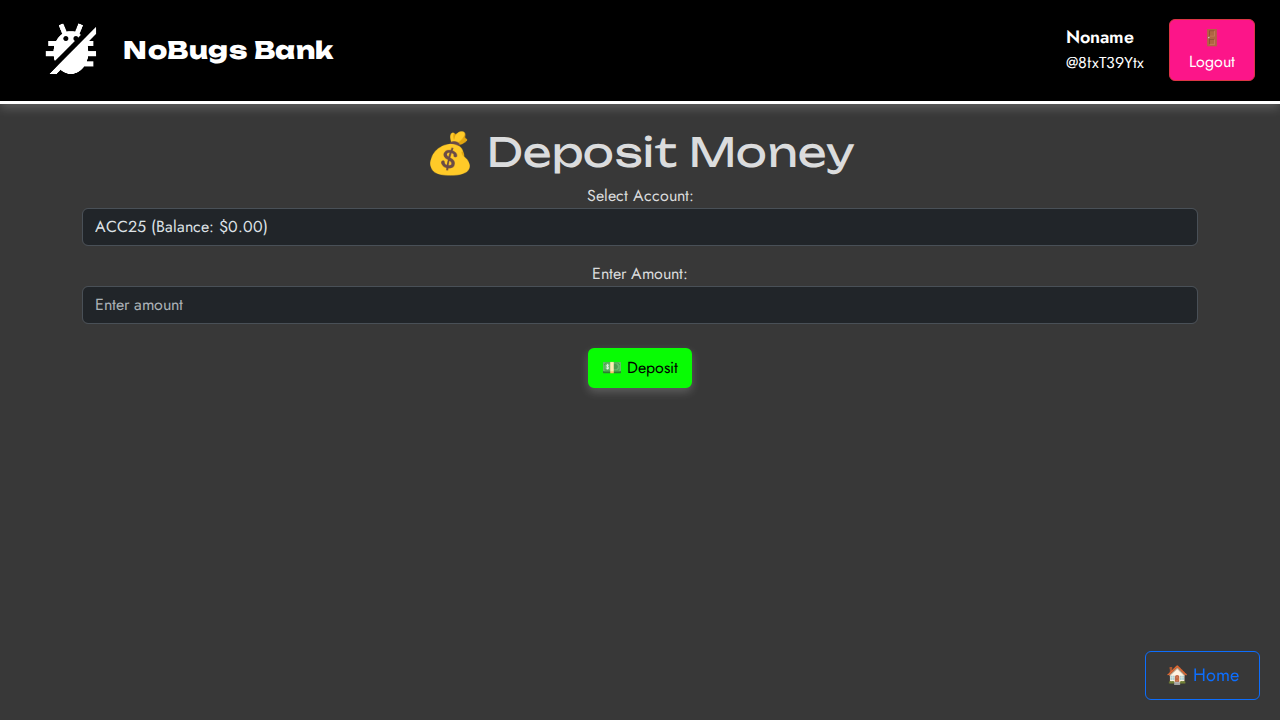 NoBugs Bank
Noname
@8txT39Ytx
Logout
Deposit Money
Select Account:
ACC25 (Balance: $0.00)
Enter Amount:
Enter amount
Deposit
Home